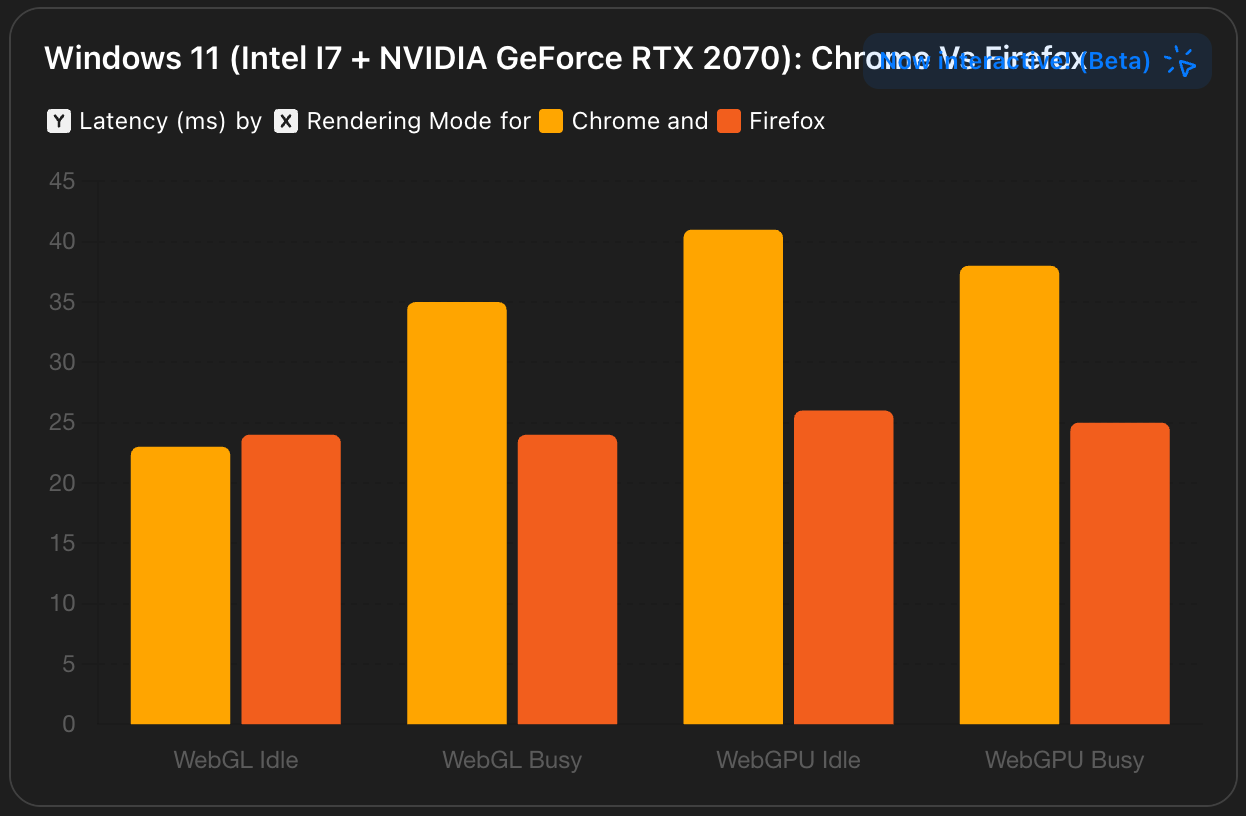 Windows 11 (Intel I7 + NVIDIA GeForce RTX 2070): Chrome Vs Firefox
Now interactive! (Beta)
Y Latency (ms) by X Rendering Mode for Chrome and Firefox
45
40
35
30
25
20
15
10
5
0
WebGL Idle WebGL Busy WebGPU Idle WebGPU Busy